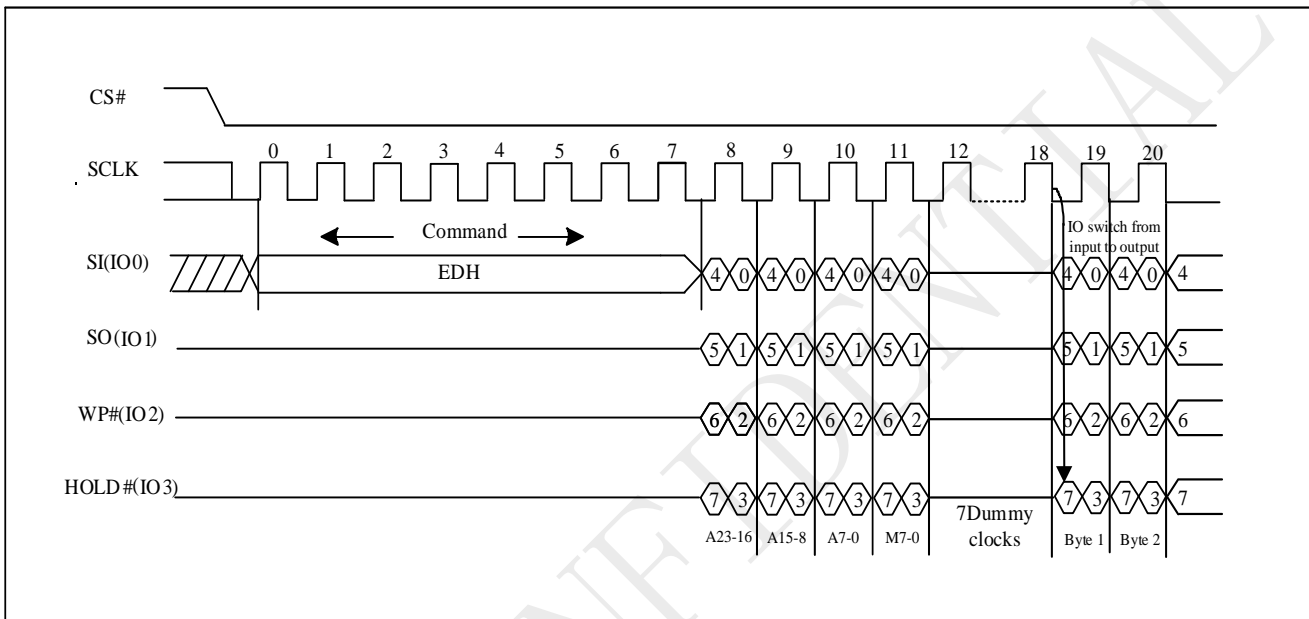 CS#
SCLK
0 1 2 3 4 5 6 7 8 9 10 11 12 18 19 20
Command
IO switch from
input to output
SI(IO0)
EDH
4 0 4 0 4 0 4 0 4 0 4 0 4
SO(IO1)
5 1 5 1 5 1 5 1 5 1 5 1 5
WP#(IO2)
6 2 6 2 6 2 6 2 6 2 6 2 6
HOLD#(IO3)
7 3 7 3 7 3 7 3 7 3 7 3 7
7Dummy
clocks
A23-16 A15-8 A7-0 M7-0 Byte 1 Byte 2
NFIDENTIAL